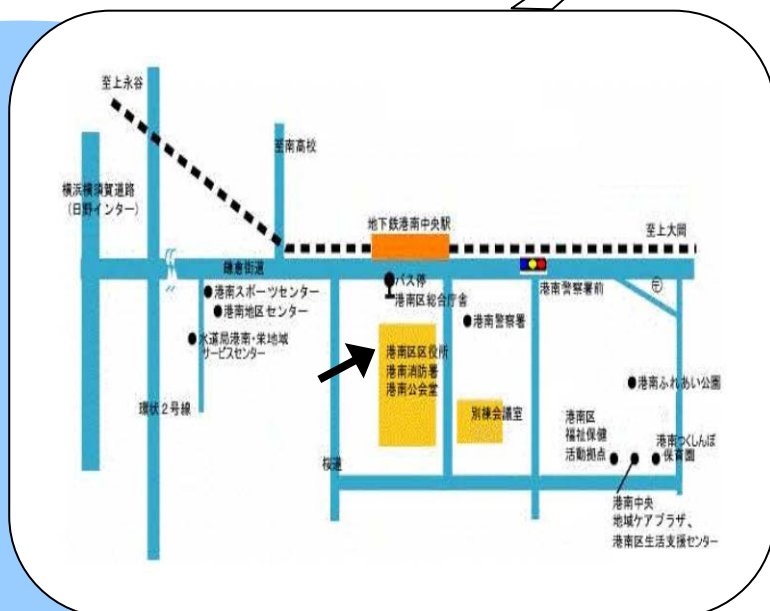 至上永谷
至南高校
横浜横須賀道路
(日野インター)
地下鉄港南中央駅
至上大岡
鎌倉街道
バス停
港南区総合庁舎
港南警察署前
〒
港南スポーツセンター
港南地区センター
水道局港南・栄地域
サービスセンター
港南警察署
港南区区役所
港南消防署
港南公会堂
別棟会議室
環状2号線
桜道
港南ふれあい公園
港南区
福祉保健
活動拠点
港南つくしんぼ
保育園
港南中央
地域ケアプラザ、
港南区生活支援センター